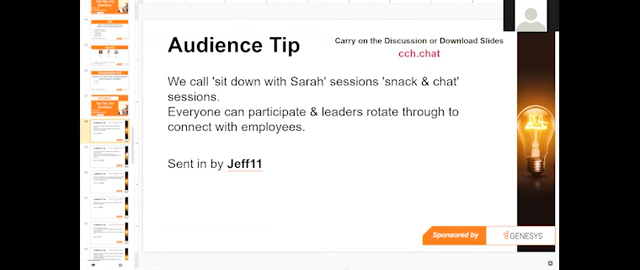 Audience Tip
Carry on the Discussion or Download Slides
cch.chat
We call 'sit down with Sarah' sessions 'snack & chat'
sessions.
Everyone can participate & leaders rotate through to
connect with employees.
Sent in by Jeff11
Sponsored by
GENESYS